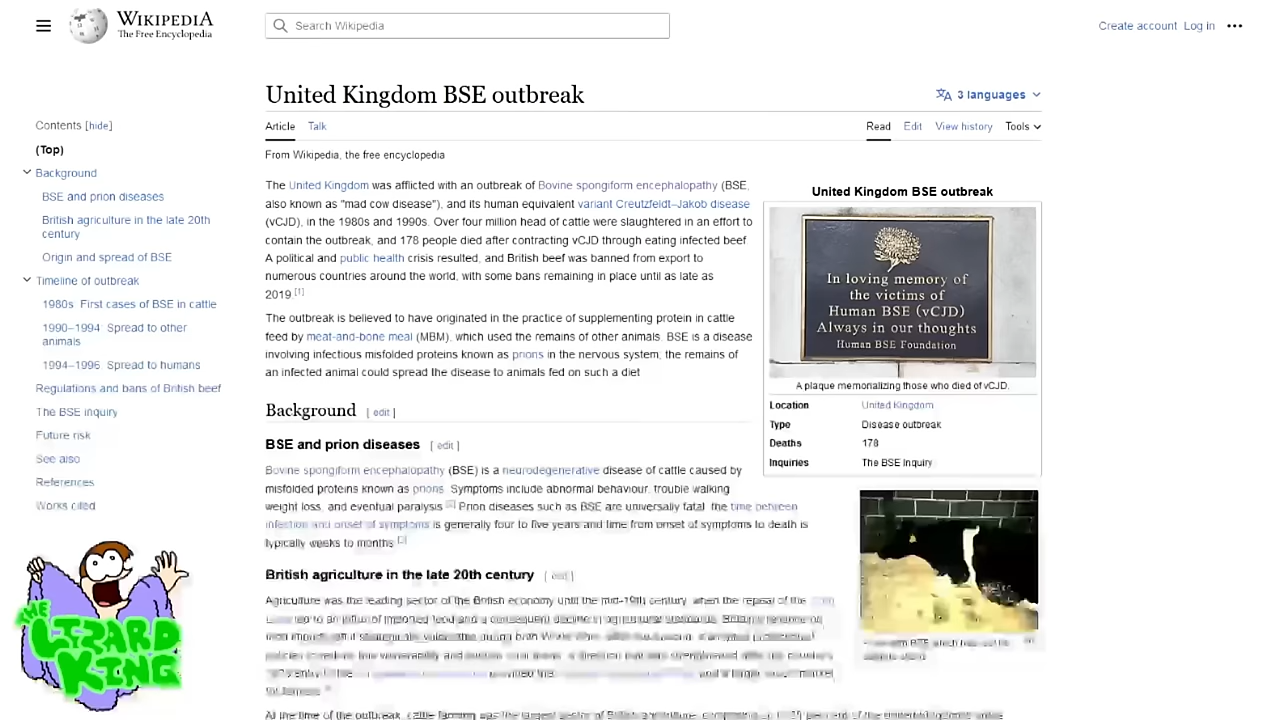 WIKIPEDIA
The Free Encyclopedia
Search Wikipedia
Create account Log in
United Kingdom BSE outbreak
3 languages
Contents [hide]
(Top)
Background
BSE and prion diseases
British agriculture in the late 20th
century
Origin and spread of BSE
Timeline of outbreak
1980s First cases of BSE in cattle
1990–1994 Spread to other
animals
1994–1996 Spread to humans
Regulations and bans of British beef
The BSE inquiry
Future risk
See also
References
Works cited
Article Talk
Read Edit View history Tools
From Wikipedia, the free encyclopedia
The United Kingdom was afflicted with an outbreak of Bovine spongiform encephalopathy (BSE,
also known as "mad cow disease"), and its human equivalent variant Creutzfeldt–Jakob disease
(vCJD), in the 1980s and 1990s. Over four million head of cattle were slaughtered in an effort to
contain the outbreak, and 178 people died after contracting vCJD through eating infected beef
A political and public health crisis resulted, and British beef was banned from export to
numerous countries around the world, with some bans remaining in place until as late as
2019.[1]
The outbreak is believed to have originated in the practice of supplementing protein in cattle
feed by meat-and-bone meal (MBM), which used the remains of other animals. BSE is a disease
involving infectious misfolded proteins known as prions in the nervous system, the remains of
an infected animal could spread the disease to animals fed on such a diet
United Kingdom BSE outbreak
In loving memory of
the victims of
Human BSE (vCJD)
Always in our thoughts
Human BSE Foundation
A plaque memorializing those who died of vCJD.
Location United Kingdom
Type Disease outbreak
Deaths 178
Inquiries The BSE Inquiry
Background [ edit ]
BSE and prion diseases [ edit ]
Bovine spongiform encephalopathy (BSE) is a neurodegenerative disease of cattle caused by
misfolded proteins known as prions. Symptoms include abnormal behaviour, trouble walking
weight loss, and eventual paralysis. Prion diseases such as BSE are universally fatal. the time between
infection and onset of symptoms is generally four to five years and time from onset of symptoms to death is
typically weeks to months.
British agriculture in the late 20th century [ edit ]
Agriculture was the leading sector of the British economy until the mid-19th century, when the repeal of the
At the time of the outbreak, cattle farming was the largest sector of British agriculture,
THE
LIZARD
KING